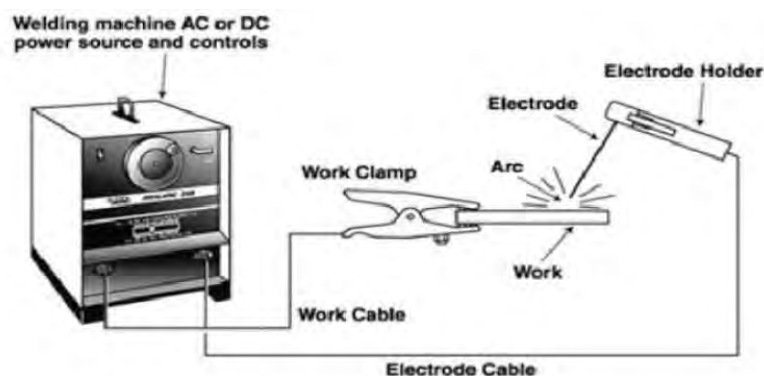 Welding machine AC or DC
power source and controls
Electrode Holder
Electrode
Arc
Work Clamp
Work
Work Cable
Electrode Cable